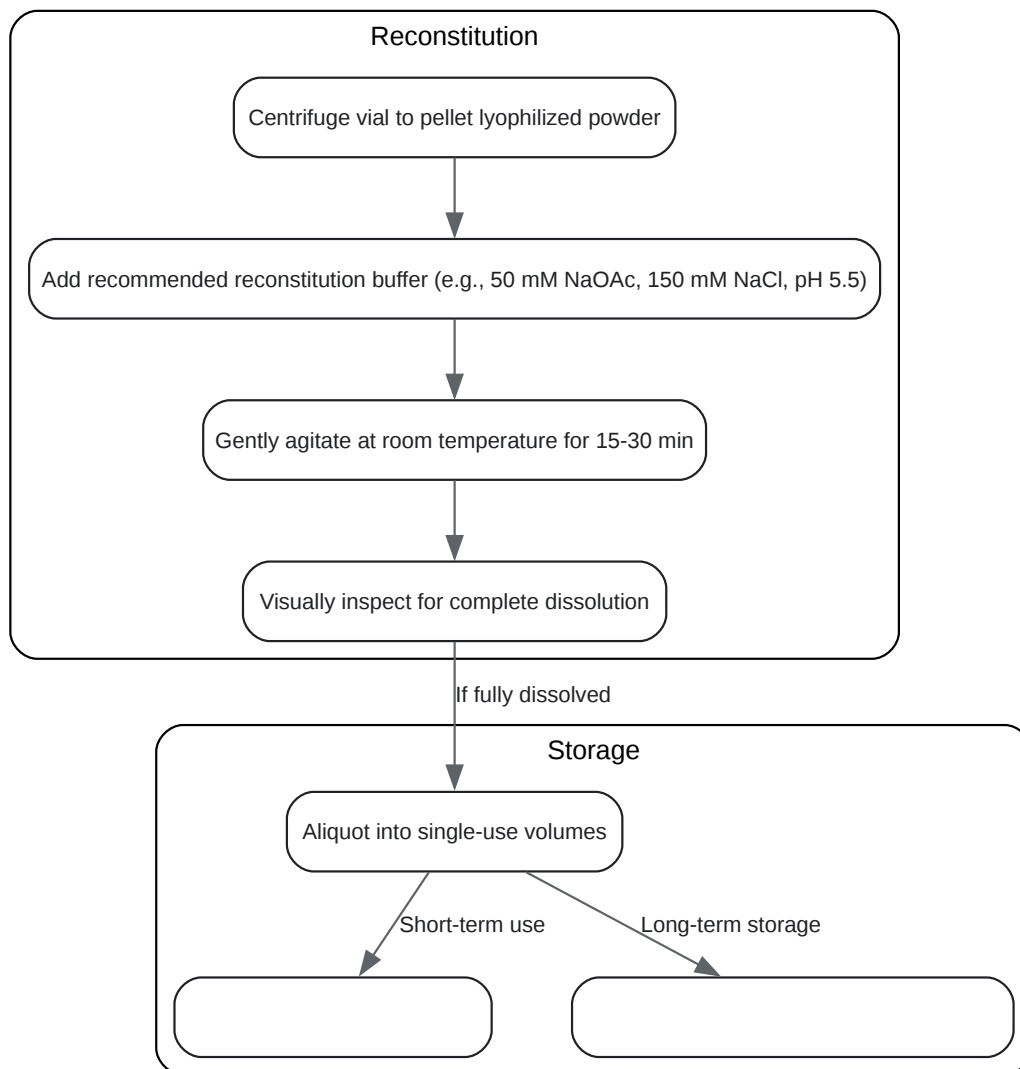 Reconstitution
Centrifuge vial to pellet lyophilized powder
Add recommended reconstitution buffer (e.g., 50 mM NaOAc, 150 mM NaCl, pH 5.5)
Gently agitate at room temperature for 15-30 min
Visually inspect for complete dissolution
If fully dissolved
Storage
Aliquot into single-use volumes
Short-term use
Long-term storage